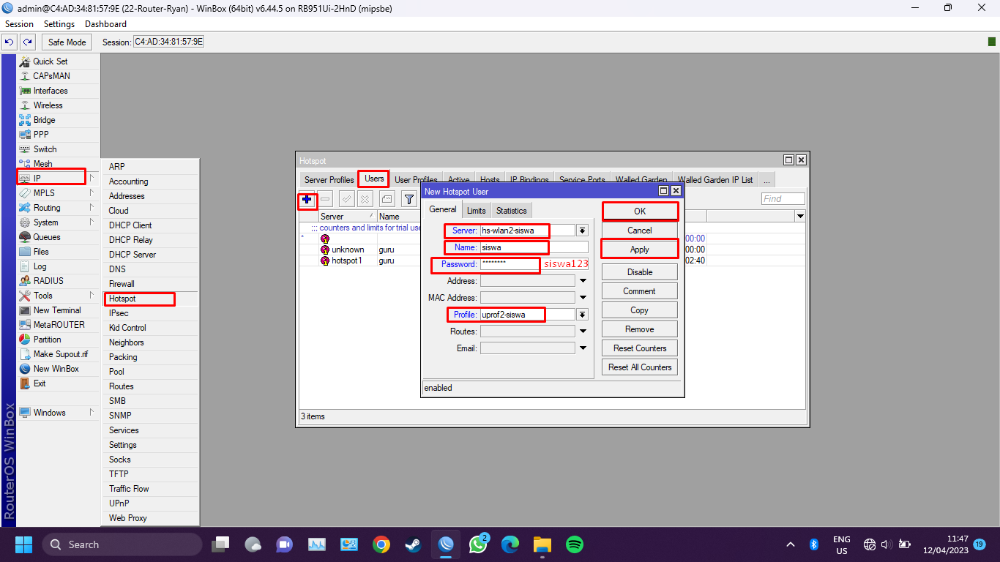 admin@C4:AD:34:81:57:9E (22-Router-Ryan) - WinBox (64bit) v6.44.5 on RB951Ui-2HnD (mipsbe)
Session Settings Dashboard
Safe Mode Session: C4:AD:34:81:57:9E
Quick Set
CAPsMAN
Interfaces
Wireless
Bridge
PPP
Switch
Mesh
IP
MPLS
Routing
System
Queues
Files
Log
RADIUS
Tools
New Terminal
MetaROUTER
Partition
Make Supout.rif
New WinBox
Exit
Windows
RouterOS WinBox
ARP
Accounting
Addresses
Cloud
DHCP Client
DHCP Relay
DHCP Server
DNS
Firewall
Hotspot
IPsec
Kid Control
Neighbors
Packing
Pool
Routes
SMB
SNMP
Services
Settings
Socks
TFTP
Traffic Flow
UPnP
Web Proxy
Hotspot
Server Profiles Users User Profiles Active Hosts IP Bindings Service Ports Walled Garden Walled Garden IP List ...
Find
Server Name
;;; counters and limits for trial use
* 00:00
unknown guru 00:00
hotspot1 guru 02:40
3 items
New Hotspot User
General Limits Statistics
Server: hs-wlan2-siswa
Name: siswa
Password: ******** siswa123
Address:
MAC Address:
Profile: uprof2-siswa
Routes:
Email:
enabled
OK
Cancel
Apply
Disable
Comment
Copy
Remove
Reset Counters
Reset All Counters
Search
2
ENG
US
11:47
12/04/2023
19